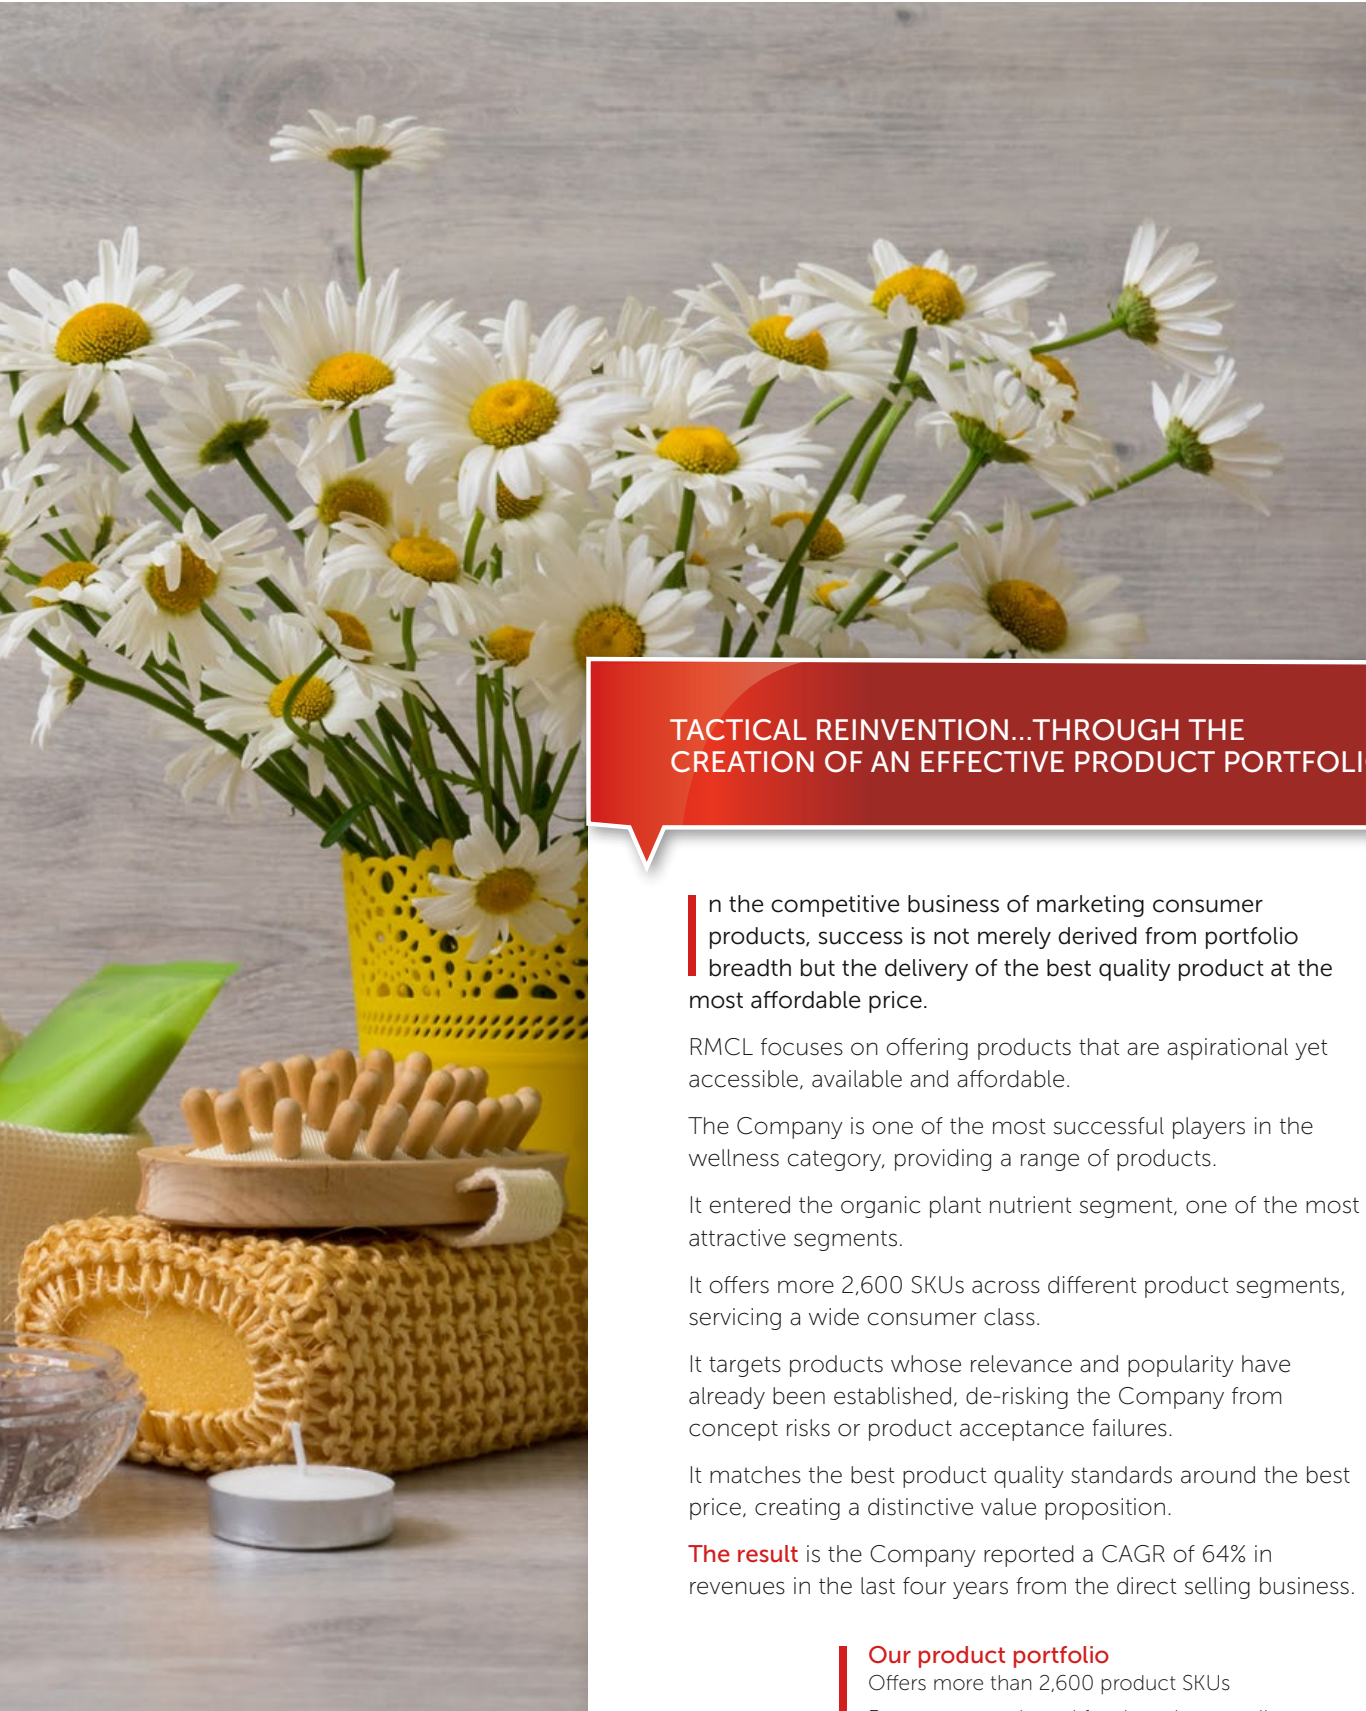 TACTICAL REINVENTION...THROUGH THE
CREATION OF AN EFFECTIVE PRODUCT
In the competitive business of marketing consumer
products, success is not merely derived from portfolio
breadth but the delivery of the best quality product at the
most affordable price.
RMCL focuses on offering products that are aspirational yet
accessible, available and affordable.
The Company is one of the most successful players in the
wellness category, providing a range of products.
It entered the organic plant nutrient segment, one of the most
attractive segments.
It offers more 2,600 SKUs across different product segments,
servicing a wide consumer class.
It targets products whose relevance and popularity have
already been established, de-risking the Company from
concept risks or product acceptance failures.
It matches the best product quality standards around the best
price, creating a distinctive value proposition.
The result is the Company reported a CAGR of 64% in
revenues in the last four years from the direct selling business.
Our product portfolio
Offers more than 2,600 product SKUs